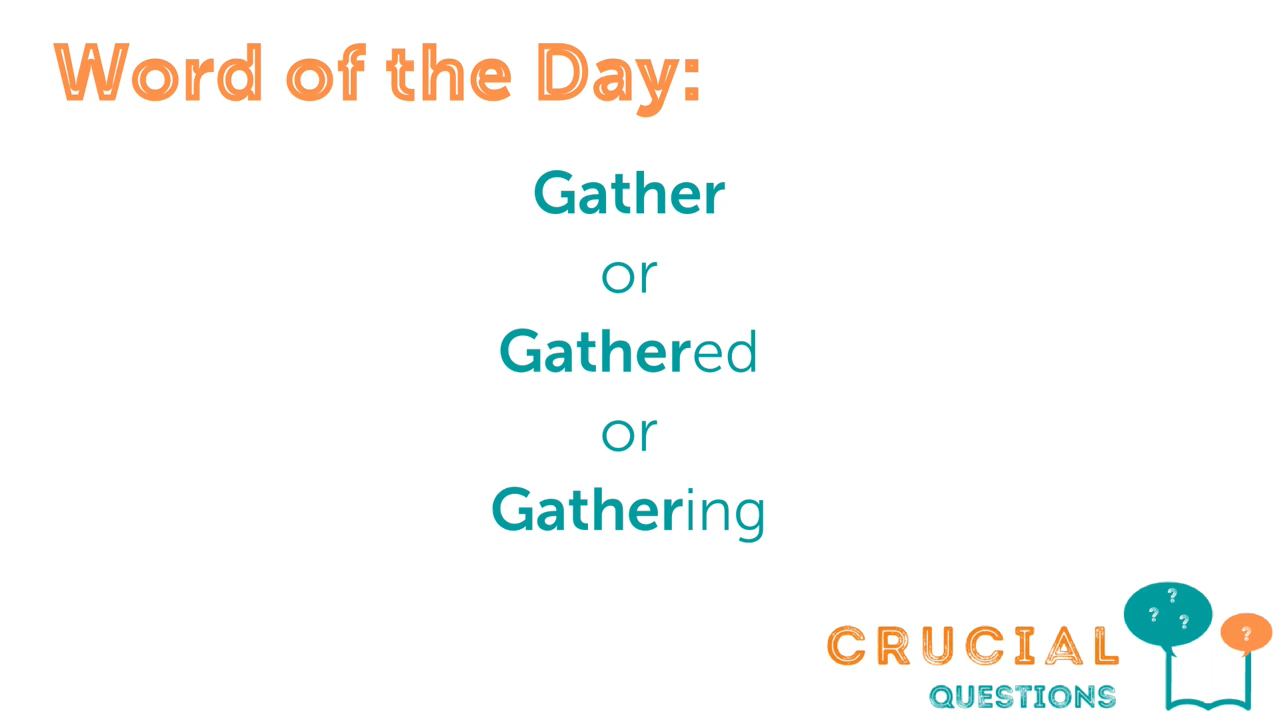 Word of the Day:
Gather
or
Gathered
or
Gathering
? ? ? ?
CRUCIAL
QUESTIONS